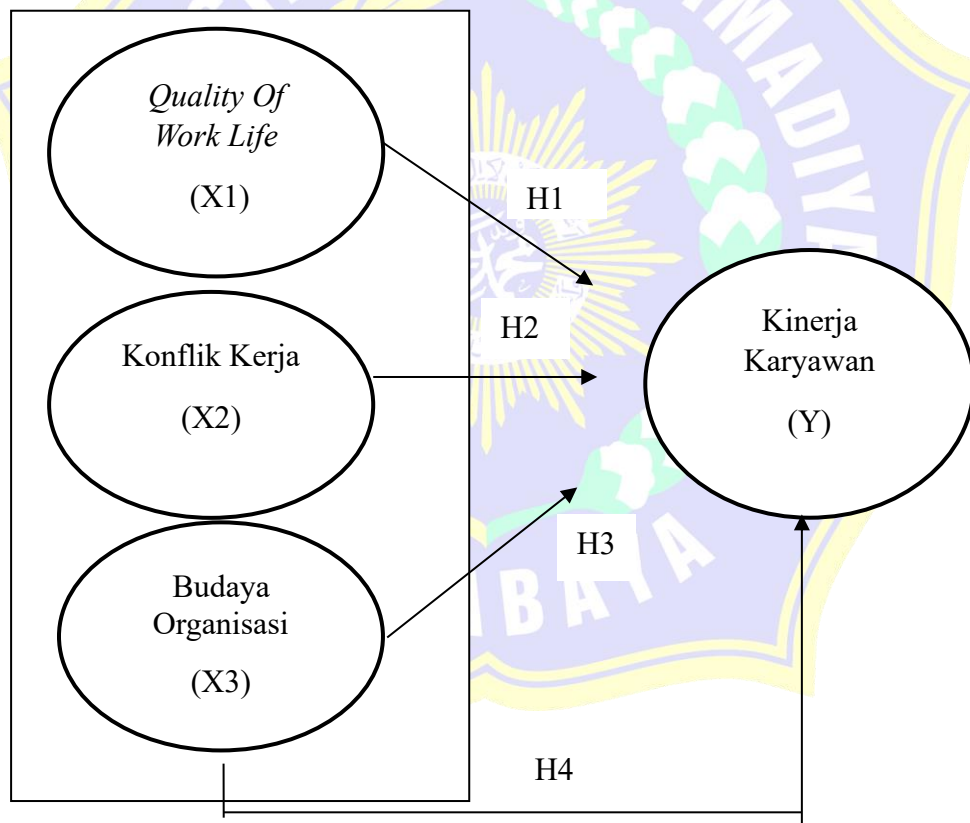 Quality Of
Work Life
(X1)
H1
H2
Konflik Kerja
(X2)
Kinerja
Karyawan
(Y)
H3
Budaya
Organisasi
(X3)
H4